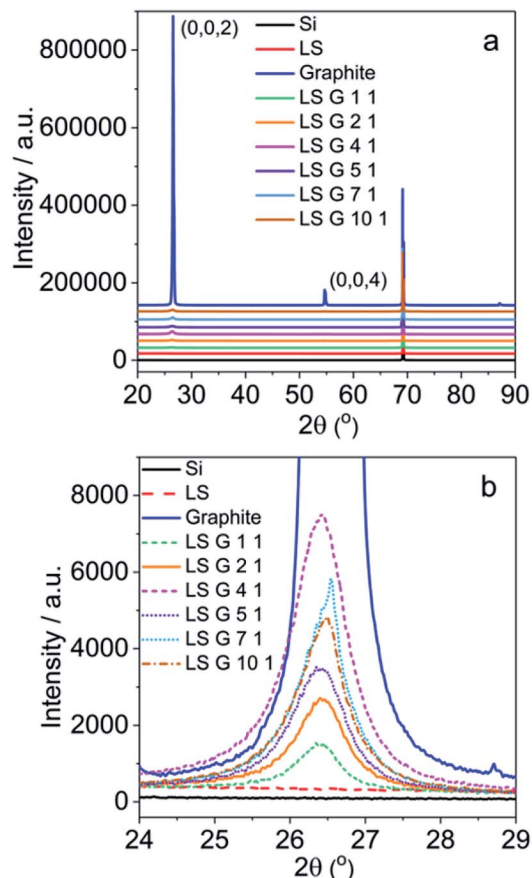 a
(0,0,2)
Si
LS
Graphite
LS G 1 1
LS G 2 1
LS G 4 1
LS G 5 1
LS G 7 1
LS G 10 1
(0,0,4)
Intensity / a.u.
800000
600000
400000
200000
0
20 30 40 50 60 70 80 90
2θ (°)
b
Si
LS
Graphite
LS G 1 1
LS G 2 1
LS G 4 1
LS G 5 1
LS G 7 1
LS G 10 1
Intensity / a.u.
8000
6000
4000
2000
0
24 25 26 27 28 29
2θ (°)